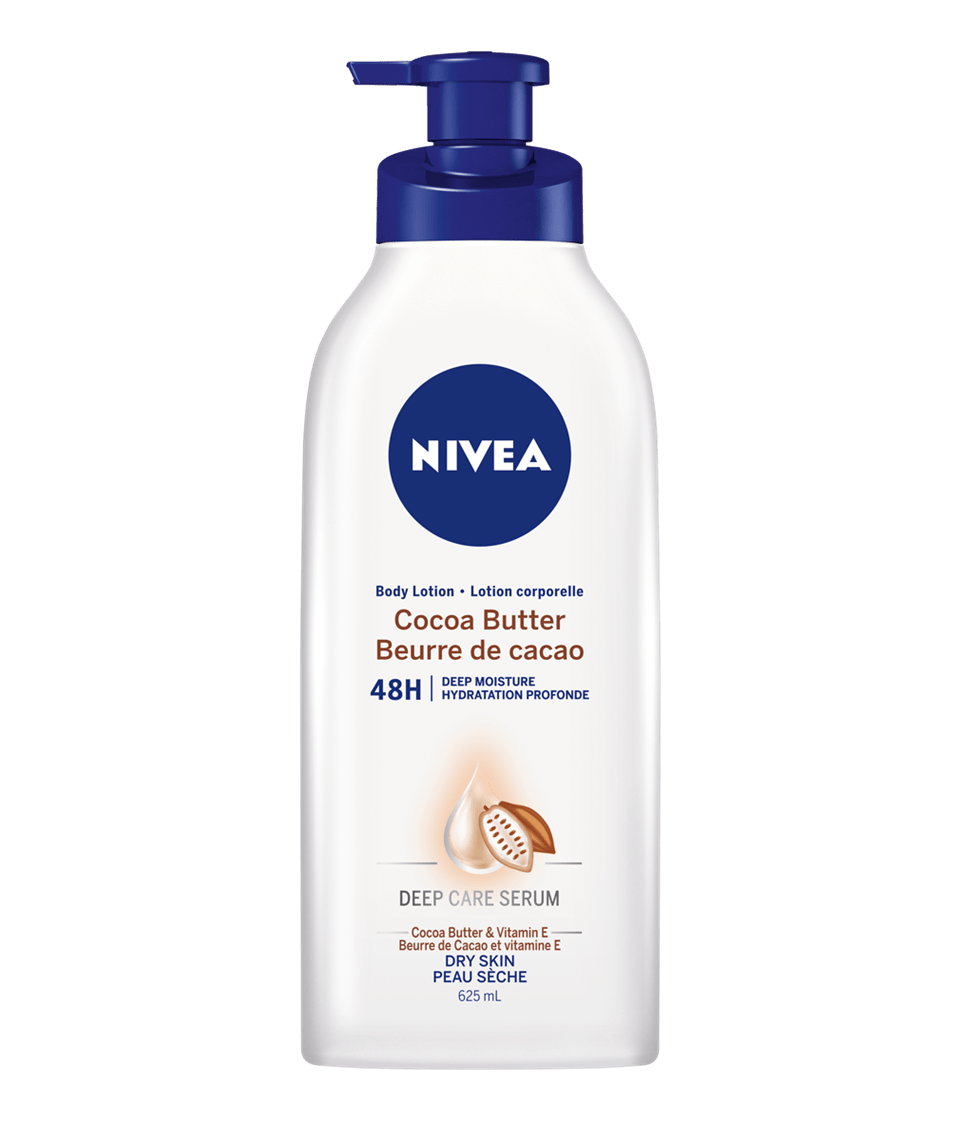 NIVEA
Body Lotion • Lotion corporelle
Cocoa Butter
Beurre de cacao
48H | DEEP MOISTURE
HYDRATATION PROFONDE
DEEP CARE SERUM
Cocoa Butter & Vitamin E
Beurre de Cacao et vitamine E
DRY SKIN
PEAU SÈCHE
625 mL